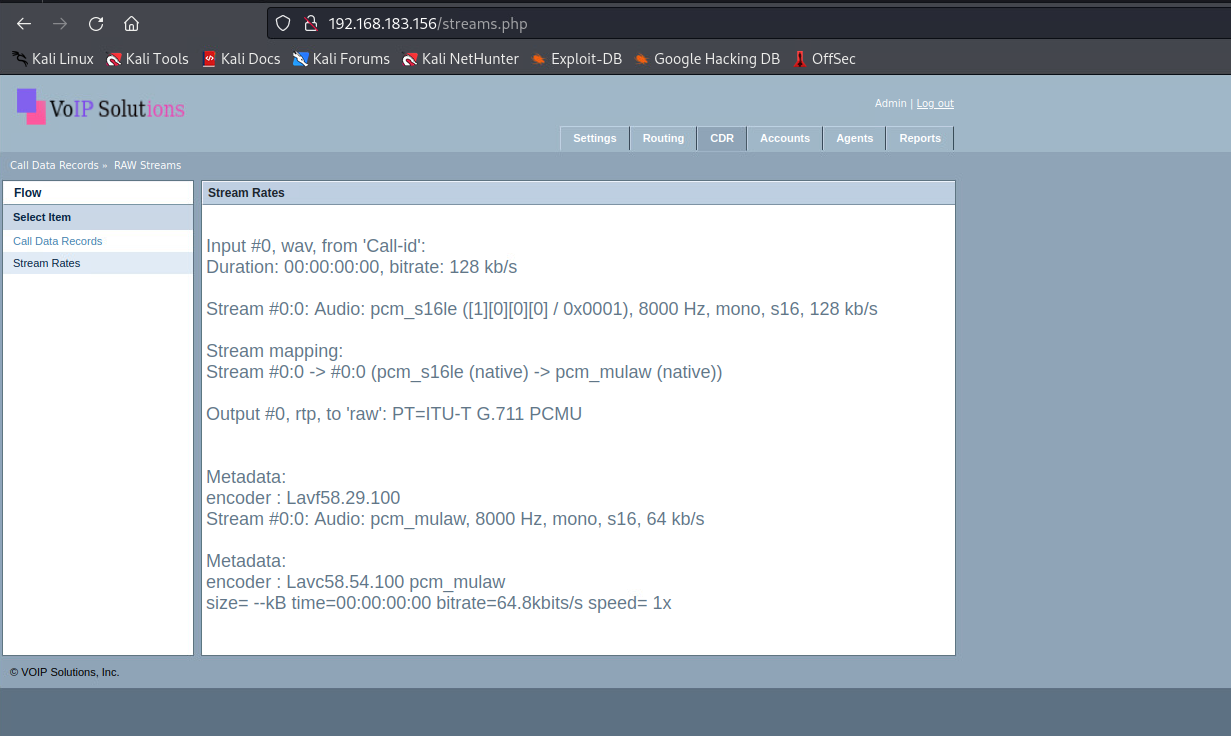 192.168.183.156/streams.php
Kali Linux Kali Tools Kali Docs Kali Forums Kali NetHunter Exploit-DB Google Hacking DB OffSec
VoIP Solutions
Admin | Log out
Settings Routing CDR Accounts Agents Reports
Call Data Records » RAW Streams
Flow
Select Item
Call Data Records
Stream Rates
Stream Rates
Input #0, wav, from 'Call-id':
Duration: 00:00:00:00, bitrate: 128 kb/s
Stream #0:0: Audio: pcm_s16le ([1][0][0][0] / 0x0001), 8000 Hz, mono, s16, 128 kb/s
Stream mapping:
Stream #0:0 -> #0:0 (pcm_s16le (native) -> pcm_mulaw (native))
Output #0, rtp, to 'raw': PT=ITU-T G.711 PCMU
Metadata:
encoder : Lavf58.29.100
Stream #0:0: Audio: pcm_mulaw, 8000 Hz, mono, s16, 64 kb/s
Metadata:
encoder : Lavc58.54.100 pcm_mulaw
size= --kB time=00:00:00:00 bitrate=64.8kbits/s speed= 1x
© VOIP Solutions, Inc.